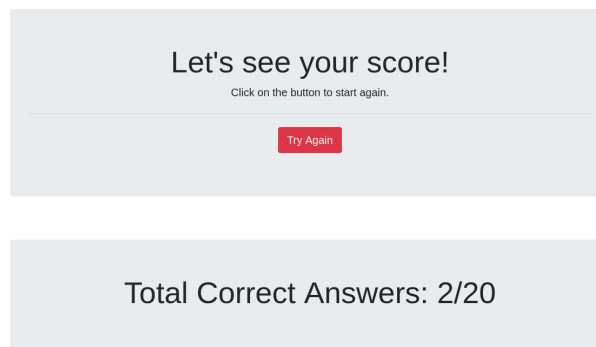 Let's see your score!
Click on the button to start again.
Try Again
Total Correct Answers: 2/20